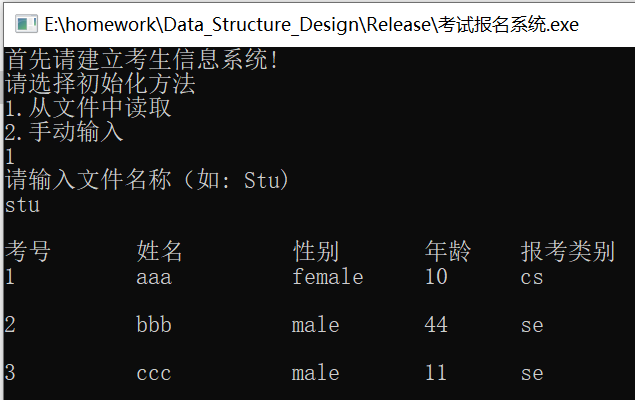 E:\homework\Data_Structure_Design\Release\考试报名系统.exe
首先请建立考生信息系统!
请选择初始化方法
1.从文件中读取
2.手动输入
1
请输入文件名称（如: Stu)
stu
考号 姓名 性别 年龄 报考类别
1 aaa female 10 cs
2 bbb male 44 se
3 ccc male 11 se